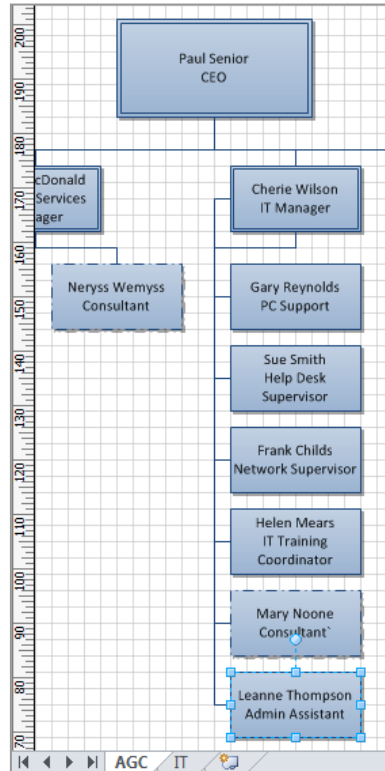 Paul Senior
CEO
cDonald
Services
ager
Cherie Wilson
IT Manager
Neryss Wemyss
Consultant
Gary Reynolds
PC Support
Sue Smith
Help Desk
Supervisor
Frank Childs
Network Supervisor
Helen Mears
IT Training
Coordinator
Mary Noone
Consultant`
Leanne Thompson
Admin Assistant
200
190
180
170
160
150
140
130
120
110
100
90
80
70
AGC
IT